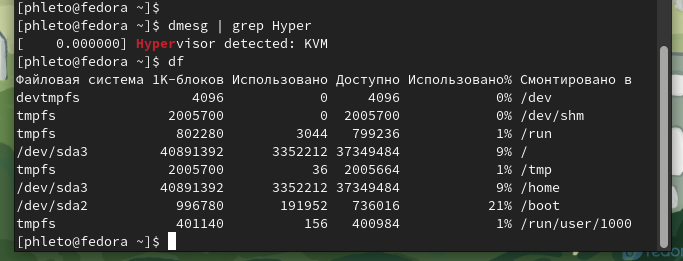 [phleto@fedora ~]$
[phleto@fedora ~]$ dmesg | grep Hyper
[    0.000000] Hypervisor detected: KVM
[phleto@fedora ~]$ df
Файловая система 1K-блоков Использовано Доступно Использовано% Смонтировано в
devtmpfs              4096            0     4096            0% /dev
tmpfs              2005700            0  2005700            0% /dev/shm
tmpfs               802280         3044   799236            1% /run
/dev/sda3         40891392      3352212 37349484            9% /
tmpfs              2005700           36  2005664            1% /tmp
/dev/sda3         40891392      3352212 37349484            9% /home
/dev/sda2           996780       191952   736016           21% /boot
tmpfs               401140          156   400984            1% /run/user/1000
[phleto@fedora ~]$